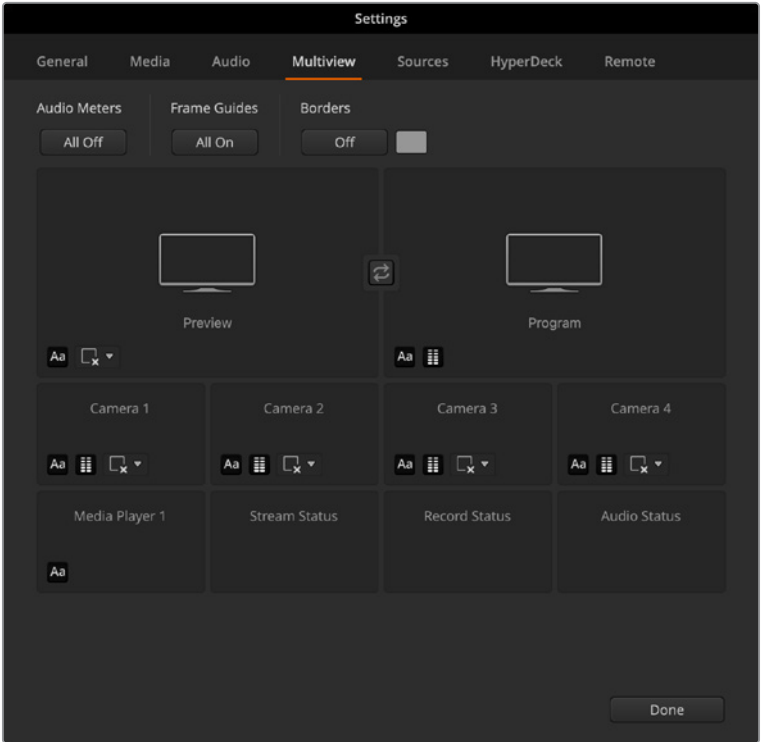 Settings
General Media Audio Multiview Sources HyperDeck Remote
Audio Meters Frame Guides Borders
All Off All On Off
Preview Program
Aa Aa
Camera 1 Camera 2 Camera 3 Camera 4
Aa Aa Aa Aa
Media Player 1 Stream Status Record Status Audio Status
Aa
Done